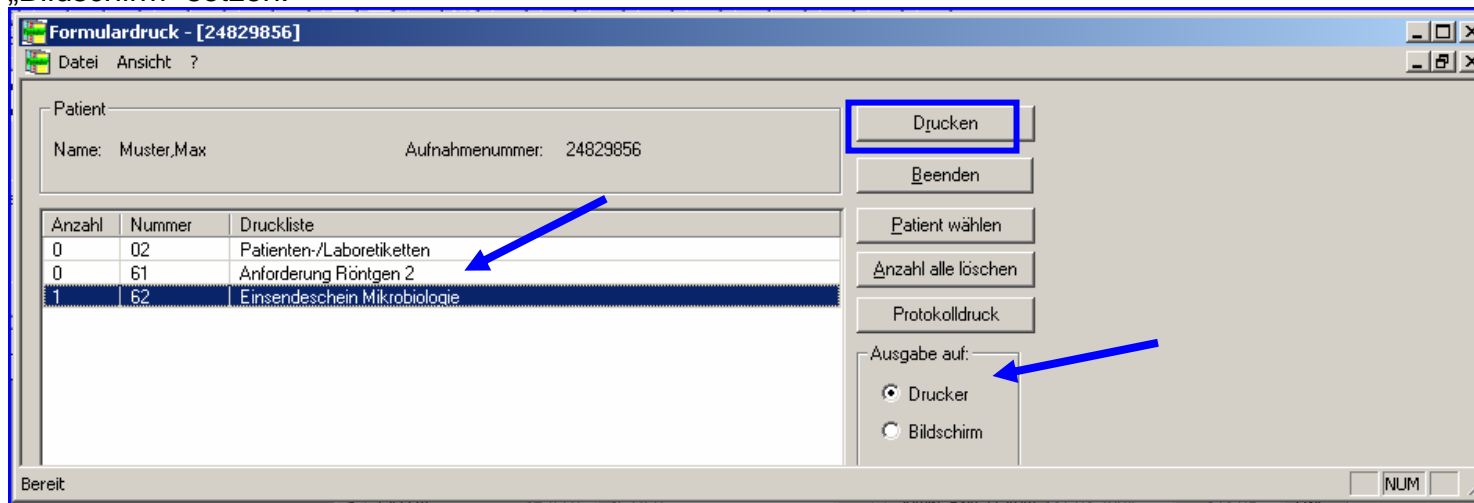 „Bildschirm“ setzen.
Formulardruck - [24829856]
Datei Ansicht ?
Patient
Name: Muster,Max Aufnahmenummer: 24829856
Drucken
Beenden
Anzahl Nummer Druckliste
0 02 Patienten-/Laboretiketten
0 61 Anforderung Röntgen 2
1 62 Einsendeschein Mikrobiologie
Patient wählen
Anzahl alle löschen
Protokolldruck
Ausgabe auf:
Drucker
Bildschirm
Bereit NUM